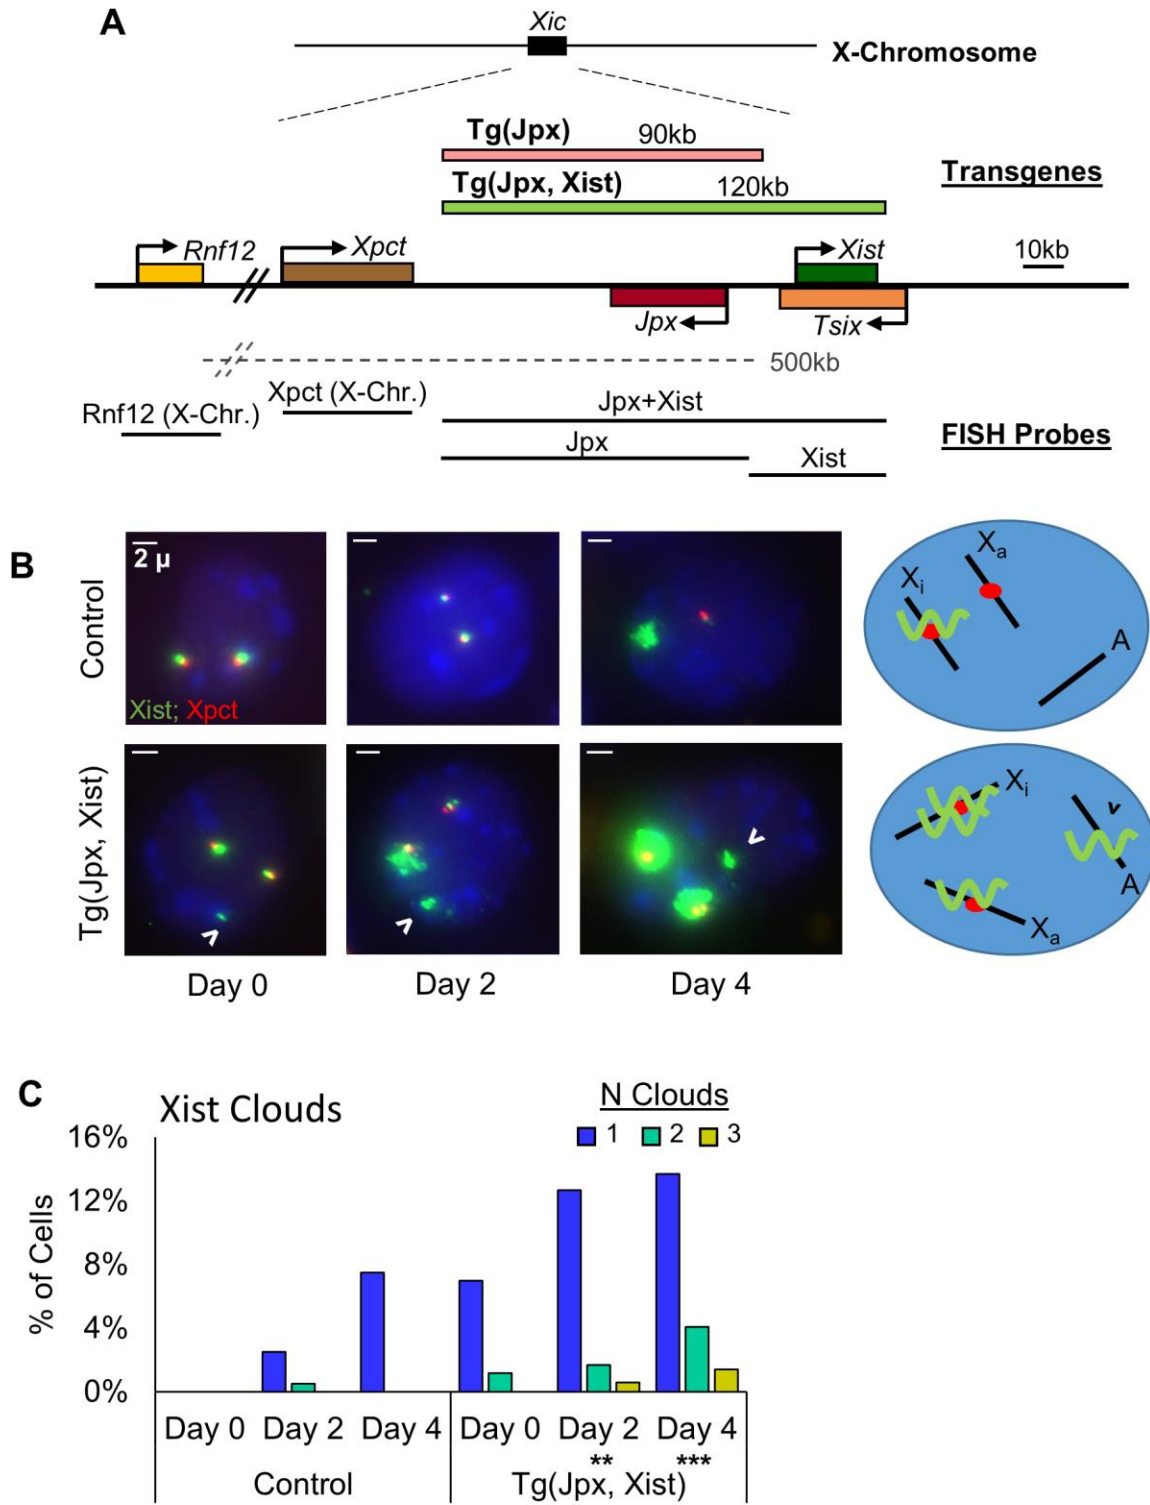 A
Xic
X-Chromosome
Tg(Jpx) 90kb
Tg(Jpx, Xist) 120kb
Transgenes
Rnf12 Xpct Xist 10kb
Jpx Tsix
500kb
Rnf12 (X-Chr.) Xpct (X-Chr.) Jpx+Xist
FISH Probes
Jpx
Xist
B
Control
2 µ
Xist; Xpct
Xi
Xa
A
Tg(Jpx, Xist)
Xi
A
Xa
Day 0 Day 2 Day 4
C
Xist Clouds
N Clouds
1 2 3
% of Cells
16%
12%
8%
4%
0%
Day 0 Day 2 Day 4 Day 0 Day 2 Day 4
** ***
Control Tg(Jpx, Xist)